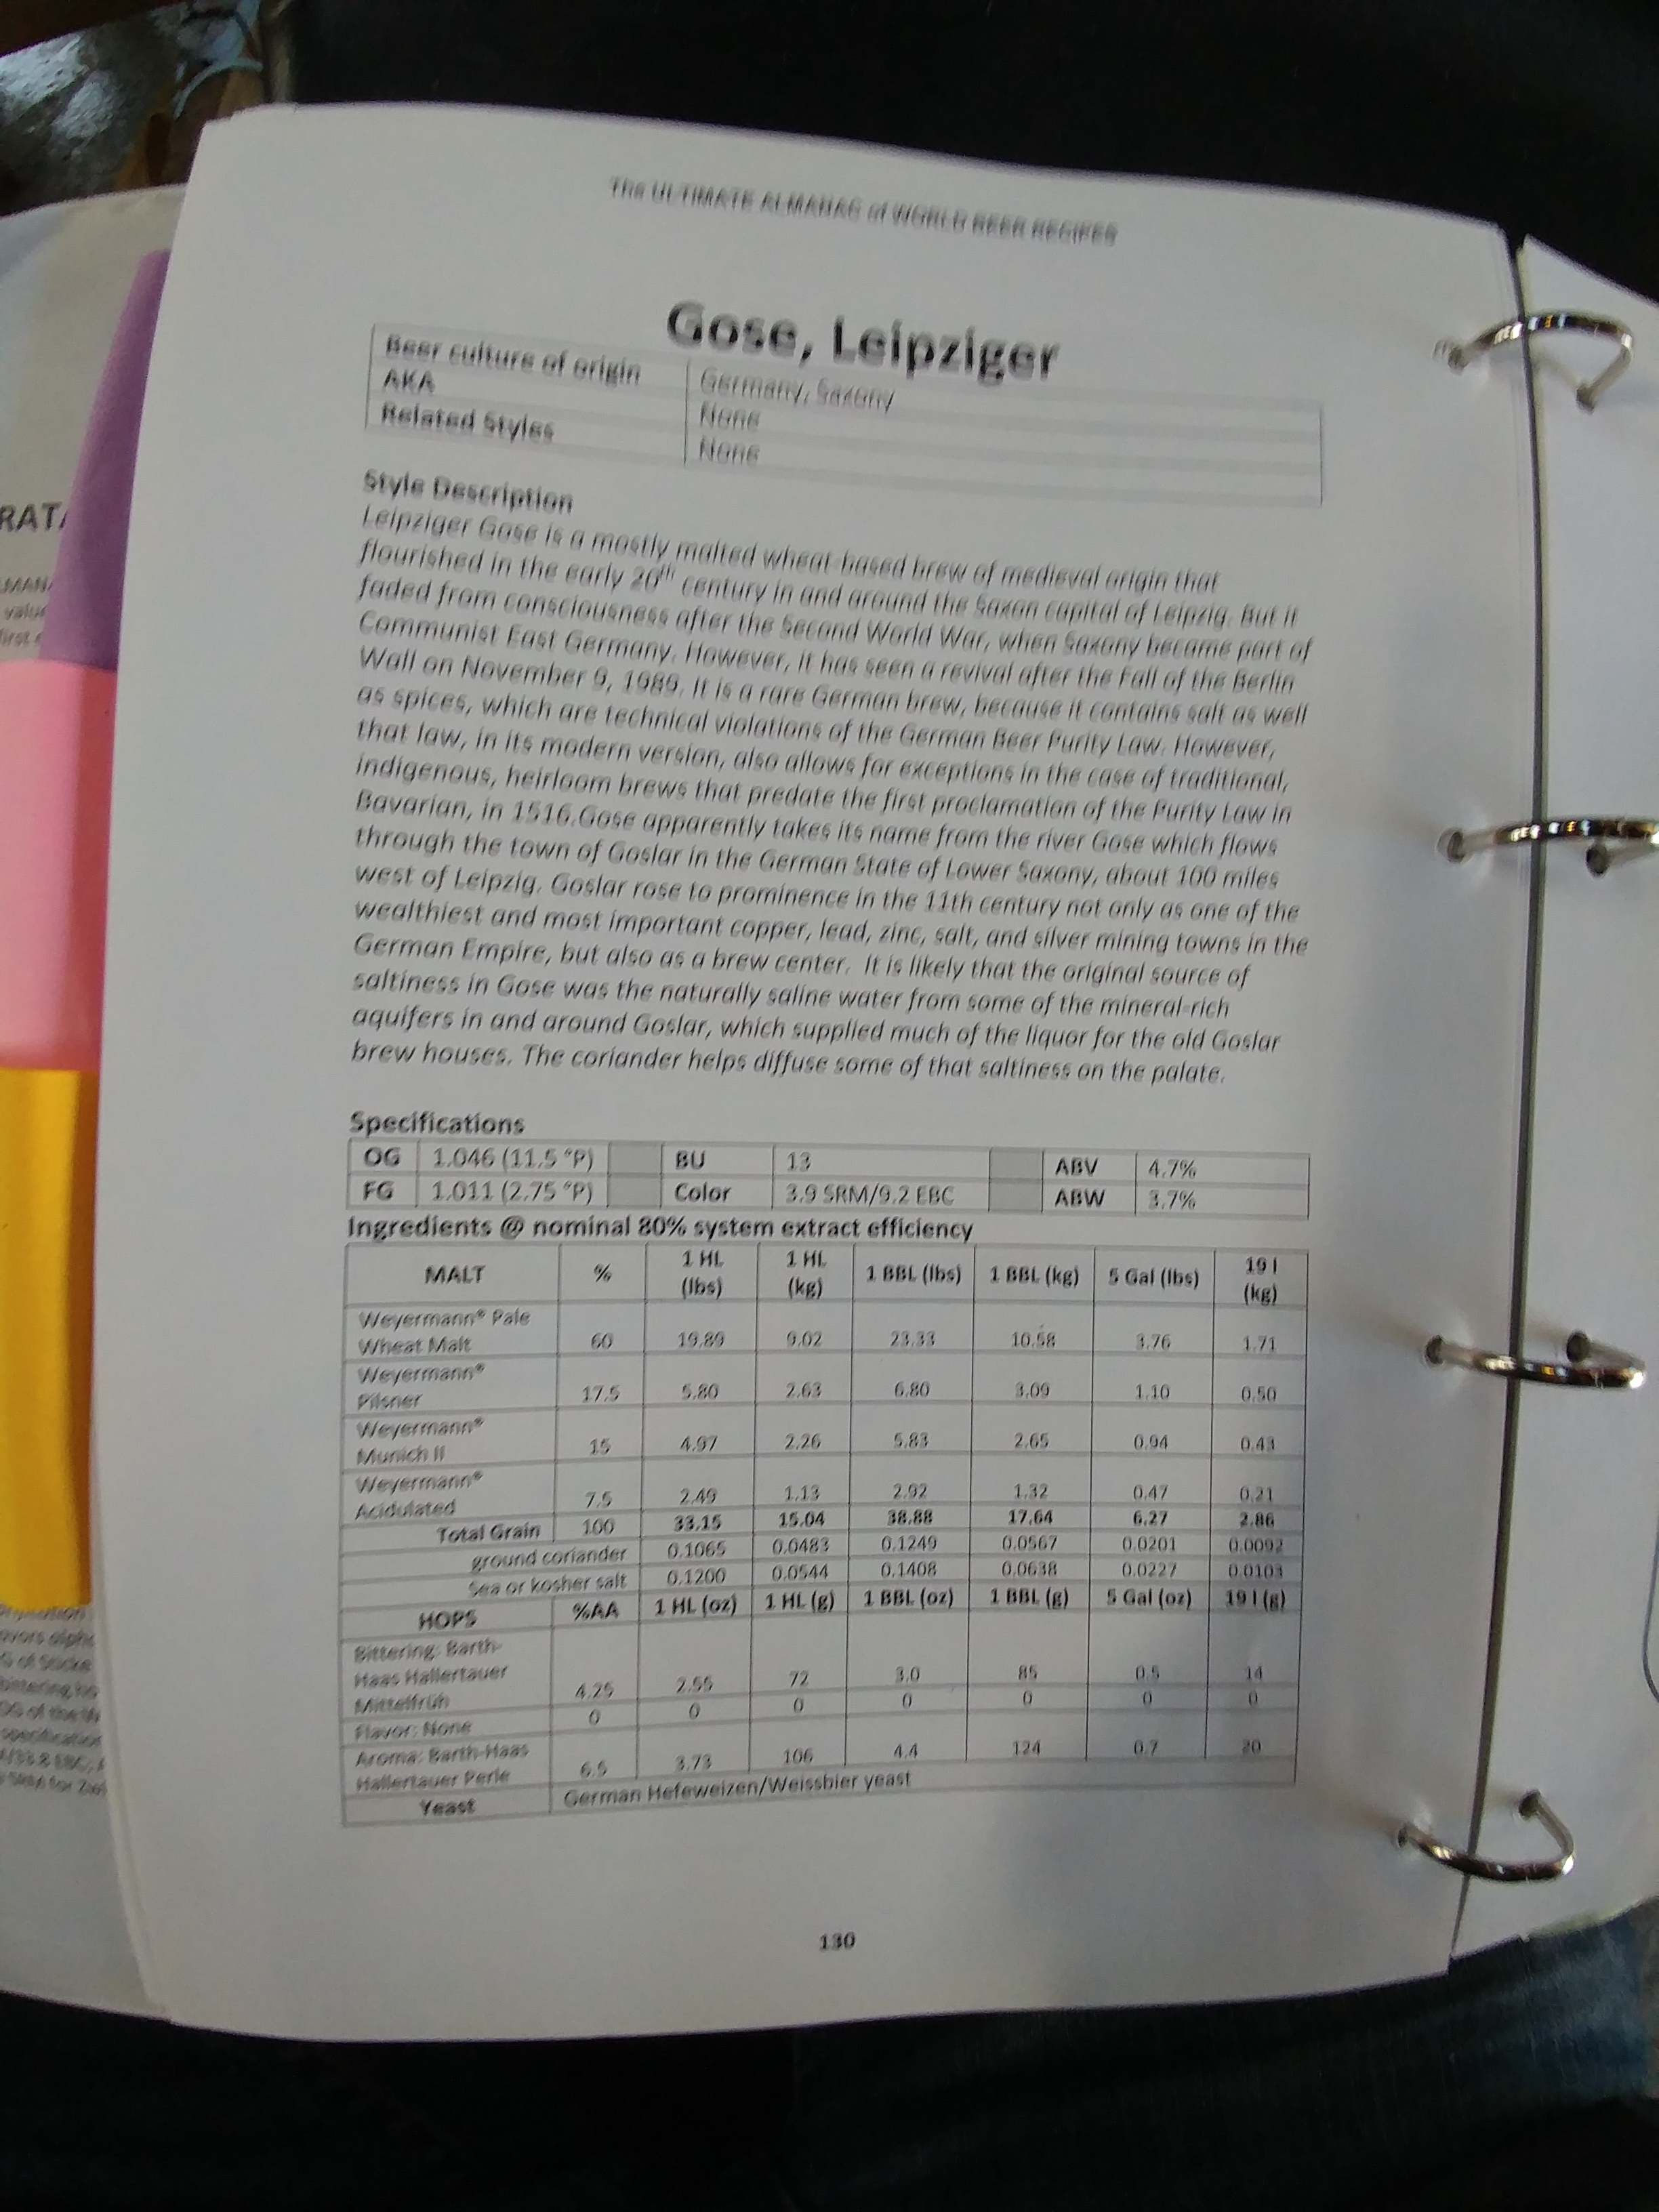 The ULTIMATE ALMANAC of WORLD BEER RECIPES
Gose, Leipziger
Beer culture of origin Germany, Saxony
AKA None
Related Styles None
Style Description
Leipziger Gose is a mostly malted wheat-based brew of medieval origin that
flourished in the early 20th century in and around the Saxon capital of Leipzig. But it
faded from consciousness after the Second World War, when Saxony became part of
Communist East Germany. However, it has seen a revival after the Fall of the Berlin
Wall on November 9, 1989. It is a rare German brew, because it contains salt as well
as spices, which are technical violations of the German Beer Purity Law. However,
that law, in its modern version, also allows for exceptions in the case of traditional,
indigenous, heirloom brews that predate the first proclamation of the Purity Law in
Bavarian, in 1516.Gose apparently takes its name from the river Gose which flows
through the town of Goslar in the German State of Lower Saxony, about 100 miles
west of Leipzig. Goslar rose to prominence in the 11th century not only as one of the
wealthiest and most important copper, lead, zinc, salt, and silver mining towns in the
German Empire, but also as a brew center. It is likely that the original source of
saltiness in Gose was the naturally saline water from some of the mineral-rich
aquifers in and around Goslar, which supplied much of the liquor for the old Goslar
brew houses. The coriander helps diffuse some of that saltiness on the palate.
Specifications
OG 1.046 (11.5 °P) BU 13 ABV 4.7%
FG 1.011 (2.75 °P) Color 3.9 SRM/9.2 EBC ABW 3.7%
Ingredients @ nominal 80% system extract efficiency
MALT % 1 HL (lbs) 1 HL (kg) 1 BBL (lbs) 1 BBL (kg) 5 Gal (lbs) 19 l (kg)
Weyermann® Pale
Wheat Malt 60 19.89 9.02 23.33 10.58 3.76 1.71
Weyermann®
Pilsner 17.5 5.80 2.63 6.80 3.09 1.10 0.50
Weyermann®
Munich II 15 4.97 2.26 5.83 2.65 0.94 0.43
Weyermann®
Acidulated 7.5 2.49 1.13 2.92 1.32 0.47 0.21
Total Grain 100 33.15 15.04 38.88 17.64 6.27 2.86
ground coriander 0.1065 0.0483 0.1249 0.0567 0.0201 0.0092
Sea or kosher salt 0.1200 0.0544 0.1408 0.0638 0.0227 0.0103
HOPS %AA 1 HL (oz) 1 HL (g) 1 BBL (oz) 1 BBL (g) 5 Gal (oz) 19 l (g)
Bittering: Barth-
Haas Hallertauer
Mittelfrüh 4.25 2.55 72 3.0 85 0.5 14
Flavor: None 0 0 0 0 0 0 0
Aroma: Barth-Haas
Hallertauer Perle 6.5 3.73 106 4.4 124 0.7 20
Yeast German Hefeweizen/Weissbier yeast
130